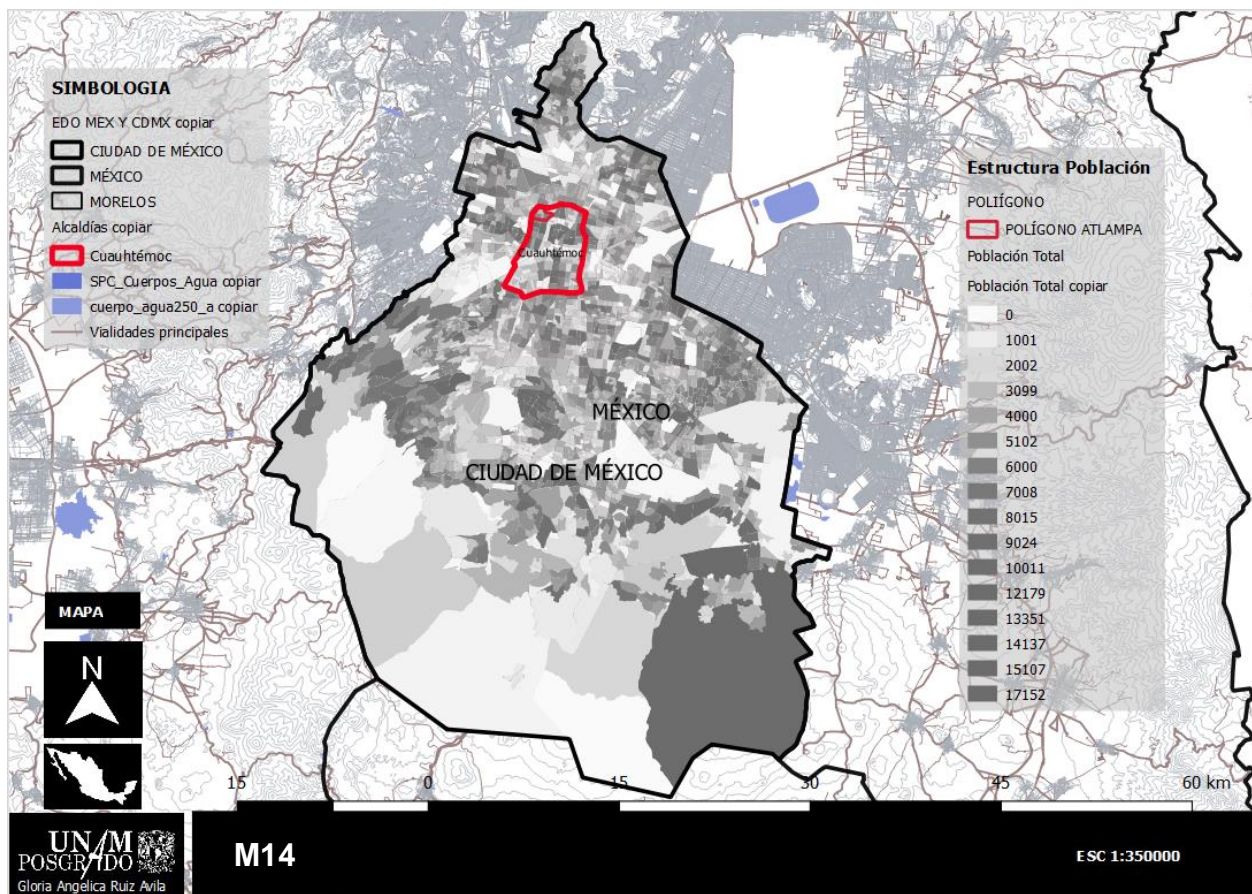 SIMBOLOGIA
EDO MEX Y CDMX copiar
CIUDAD DE MÉXICO
MÉXICO
MORELOS
Alcaldías copiar
Cuauhtémoc
SPC_Cuerpos_Agua copiar
cuerpo_agua250_a copiar
Vialidades principales
Estructura Población
POLIÍGONO
POLÍGONO ATLAMPA
Población Total
Población Total copiar
0
1001
2002
3099
4000
5102
6000
7008
8015
9024
10011
12179
13351
14137
15107
17152
Cuauhtémoc
MÉXICO
CIUDAD DE MÉXICO
MAPA
N
15 0 15 30 45 60 km
UNAM
POSGRADO
Gloria Angelica Ruiz Avila
M14
ESC 1:350000